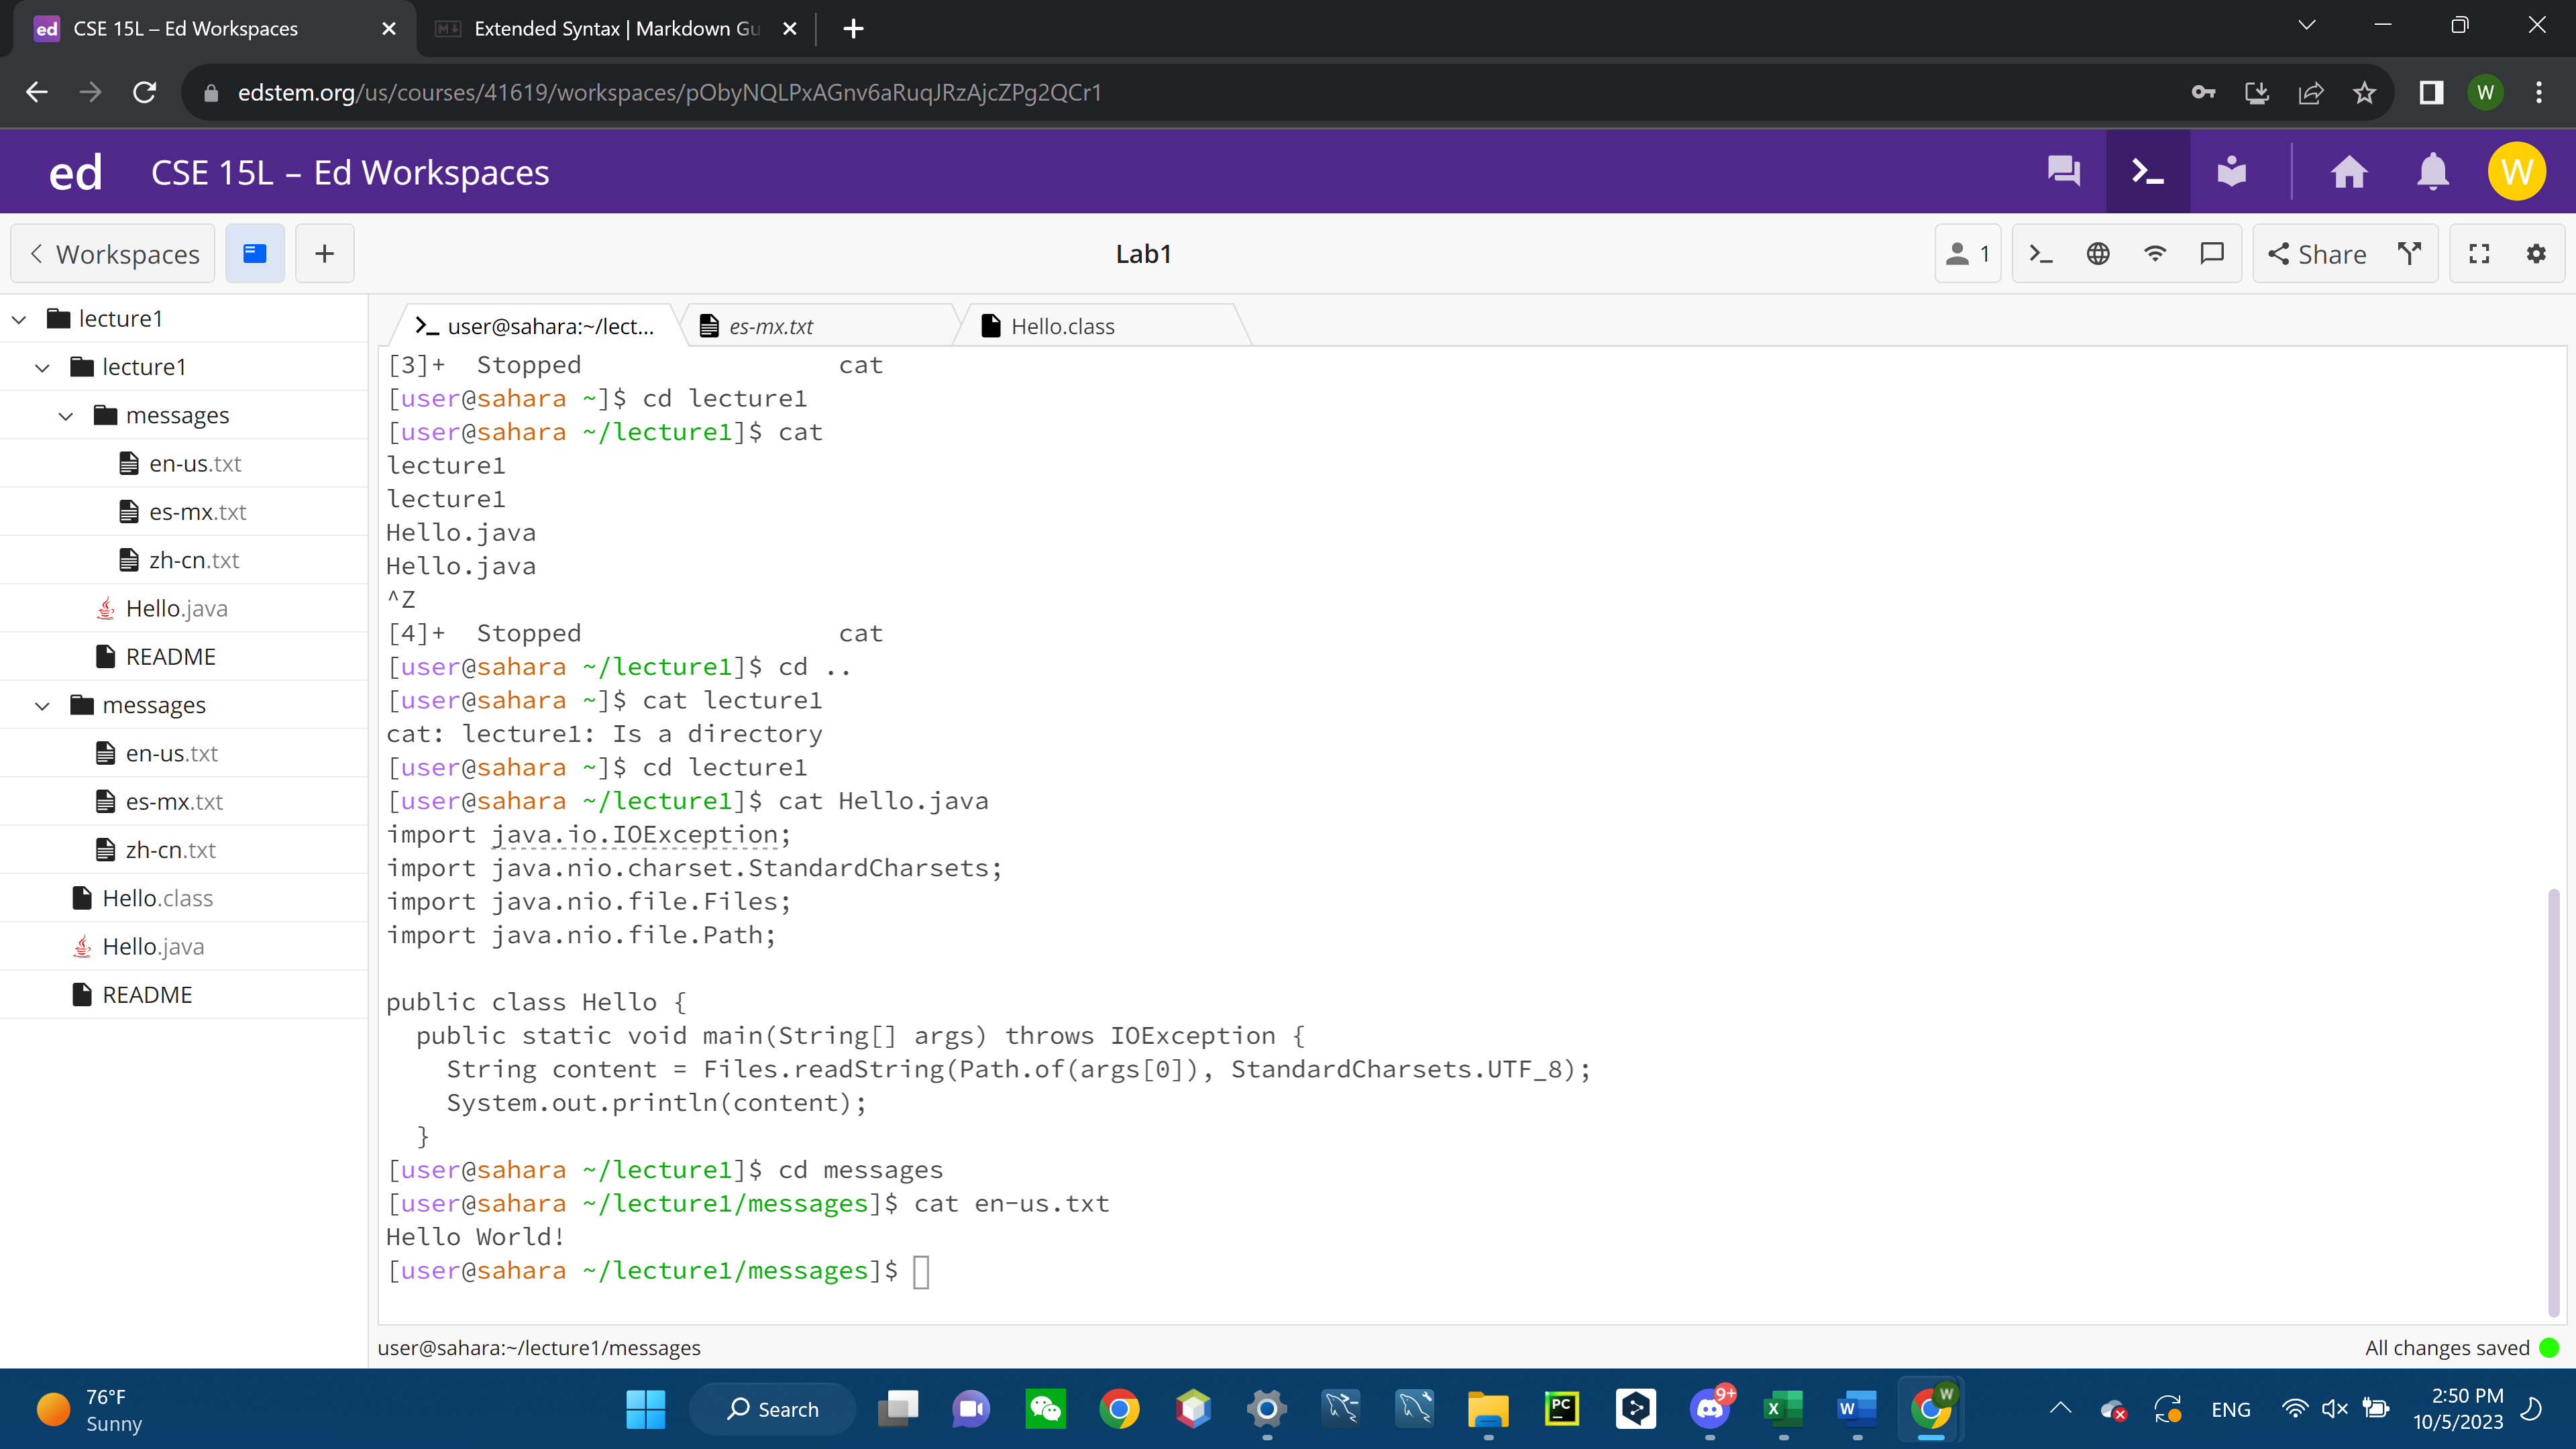 ed CSE 15L – Ed Workspaces
Extended Syntax | Markdown Gu
edstem.org/us/courses/41619/workspaces/pObyNQLPxAGnv6aRuqJRzAjcZPg2QCr1
W
ed CSE 15L – Ed Workspaces
W
Workspaces
Lab1
1
Share
lecture1
lecture1
messages
en-us.txt
es-mx.txt
zh-cn.txt
Hello.java
README
messages
en-us.txt
es-mx.txt
zh-cn.txt
Hello.class
Hello.java
README
user@sahara:~/lect...
es-mx.txt
Hello.class
[3]+  Stopped                 cat
[user@sahara ~]$ cd lecture1
[user@sahara ~/lecture1]$ cat
lecture1
lecture1
Hello.java
Hello.java
^Z
[4]+  Stopped                 cat
[user@sahara ~/lecture1]$ cd ..
[user@sahara ~]$ cat lecture1
cat: lecture1: Is a directory
[user@sahara ~]$ cd lecture1
[user@sahara ~/lecture1]$ cat Hello.java
import java.io.IOException;
import java.nio.charset.StandardCharsets;
import java.nio.file.Files;
import java.nio.file.Path;
public class Hello {
  public static void main(String[] args) throws IOException {
    String content = Files.readString(Path.of(args[0]), StandardCharsets.UTF_8);
    System.out.println(content);
  }
[user@sahara ~/lecture1]$ cd messages
[user@sahara ~/lecture1/messages]$ cat en-us.txt
Hello World!
[user@sahara ~/lecture1/messages]$
user@sahara:~/lecture1/messages
All changes saved
76°F
Sunny
Search
PC
9+
X
W
W
ENG
2:50 PM
10/5/2023